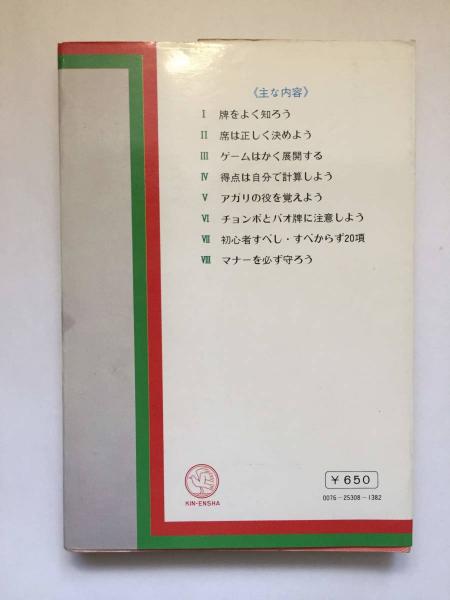 《主な内容》
I 牌をよく知ろう
II 席は正しく決めよう
III ゲームはかく展開する
IV 得点は自分で計算しよう
V アガリの役を覚えよう
VI チョンボとパオ牌に注意しよう
VII 初心者すべし・すべからず20項
VIII マナーを必ず守ろう
KIN-ENSHA
¥650
0076-25308-1382